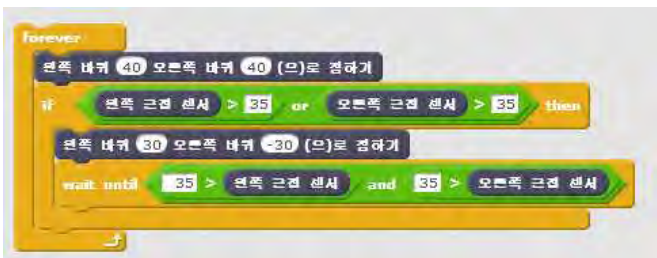 forever
왼쪽 바퀴 40 오른쪽 바퀴 40 (으)로 정하기
if 왼쪽 근접 센서 > 35 or 오른쪽 근접 센서 > 35 then
왼쪽 바퀴 30 오른쪽 바퀴 -30 (으)로 정하기
wait until 35 > 왼쪽 근접 센서 and 35 > 오른쪽 근접 센서